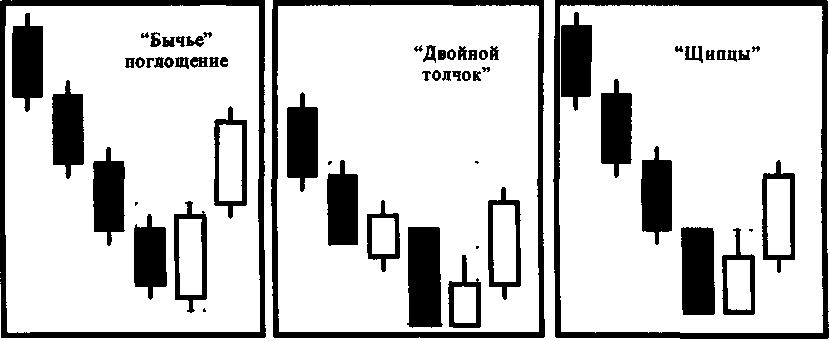 “Бычье”
поглощение
“Двойной
толчок”
“Щипцы”